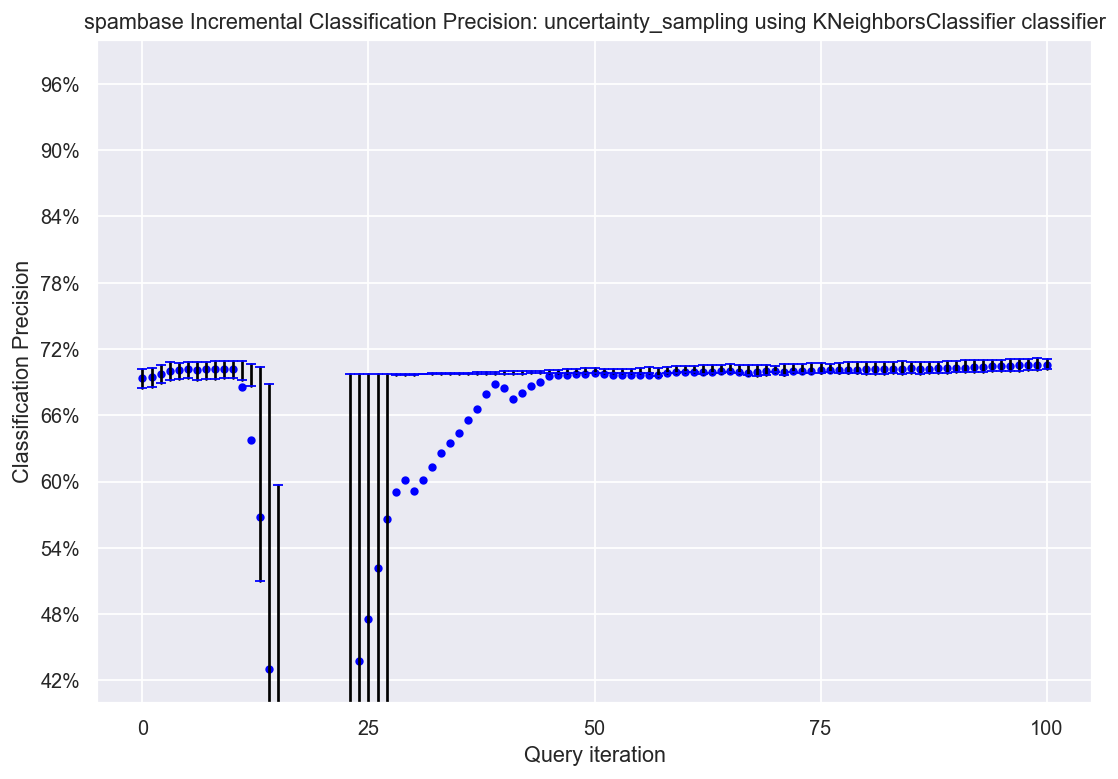 spambase Incremental Classification Precision: uncertainty_sampling using KNeighborsClassifier classifier
96%
90%
84%
78%
72%
66%
60%
54%
48%
42%
Classification Precision
0 25 50 75 100
Query iteration